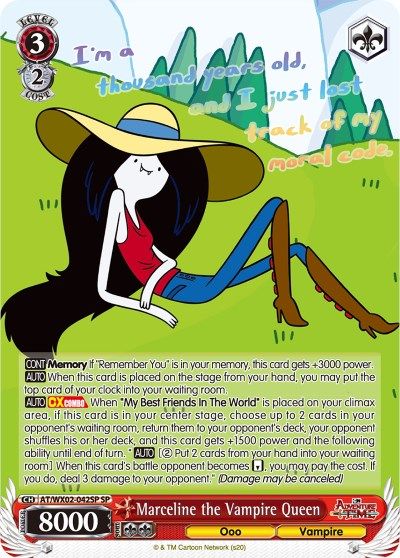 LEVEL
3
2
COST
I'm a
thousand years old,
and I just lost
track of my
moral code.
CONT Memory If "Remember You" is in your memory, this card gets +3000 power.
AUTO When this card is placed on the stage from your hand, you may put the
top card of your clock into your waiting room.
AUTO CXCOMBO When "My Best Friends In The World" is placed on your climax
area, if this card is in your center stage, choose up to 2 cards in your
opponent's waiting room, return them to your opponent's deck, your opponent
shuffles his or her deck, and this card gets +1500 power and the following
ability until end of turn. " AUTO [② Put 2 cards from your hand into your waiting
room] When this card's battle opponent becomes , you may pay the cost. If
you do, deal 3 damage to your opponent." (Damage may be canceled)
CH AT/WX02-042SP SP
Marceline the Vampire Queen
ADVENTURE TIME
POWER 8000
SOUL
TRAIT
Ooo
Vampire
© & TM Cartoon Network (s20)